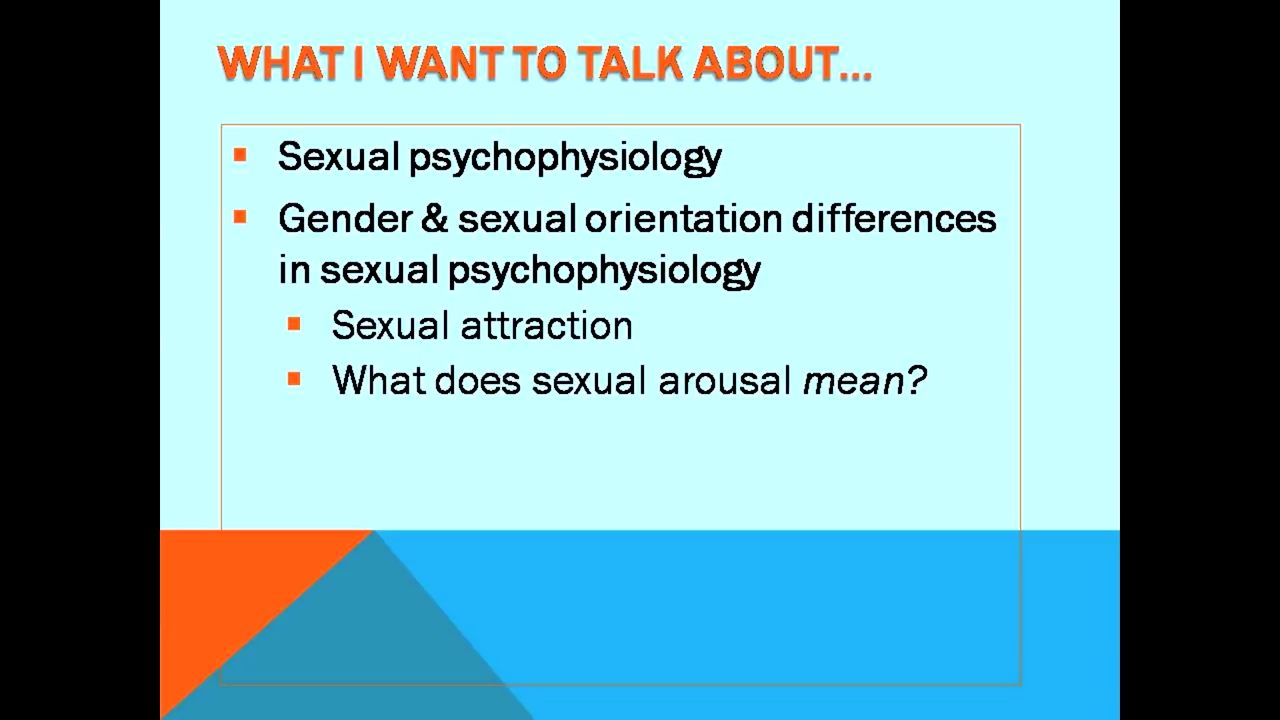 WHAT I WANT TO TALK ABOUT...
Sexual psychophysiology
Gender & sexual orientation differences
in sexual psychophysiology
Sexual attraction
What does sexual arousal mean?